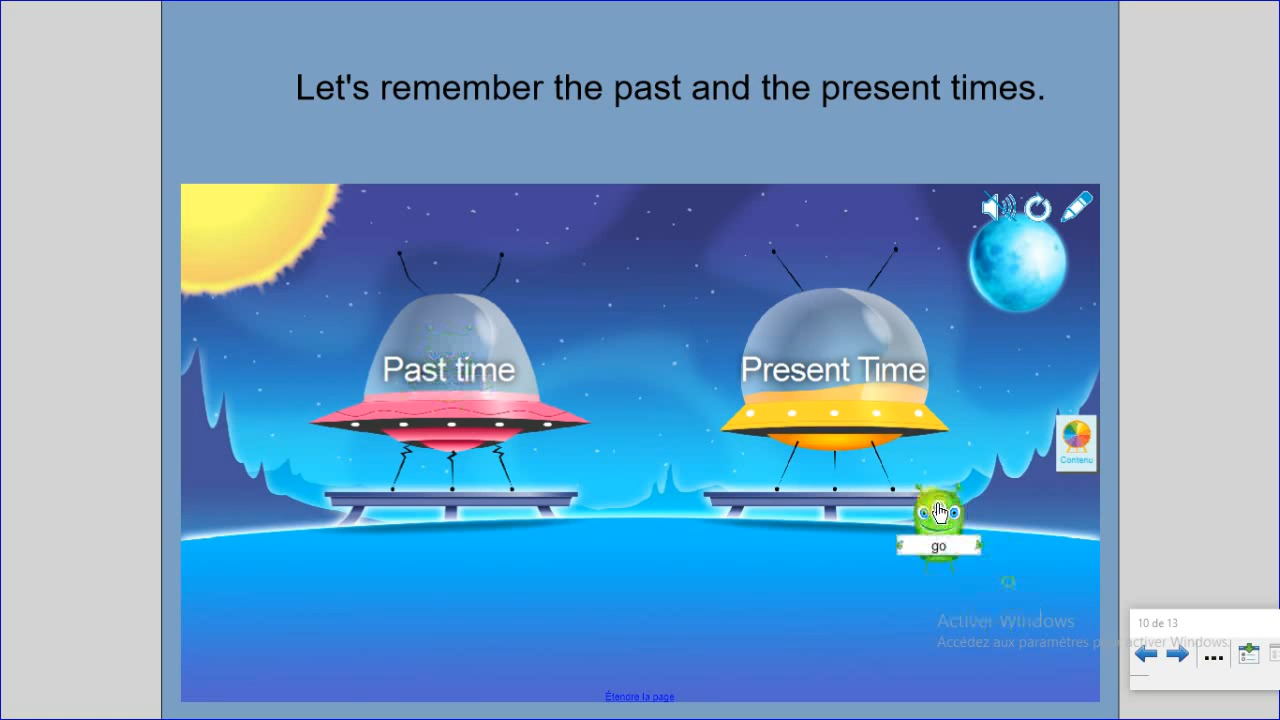 Let's remember the past and the present times.
Past time
Present Time
Contenu
go
Activer Windows
Accédez aux paramètres pour activer Windows.
10 de 13
Étendre la page